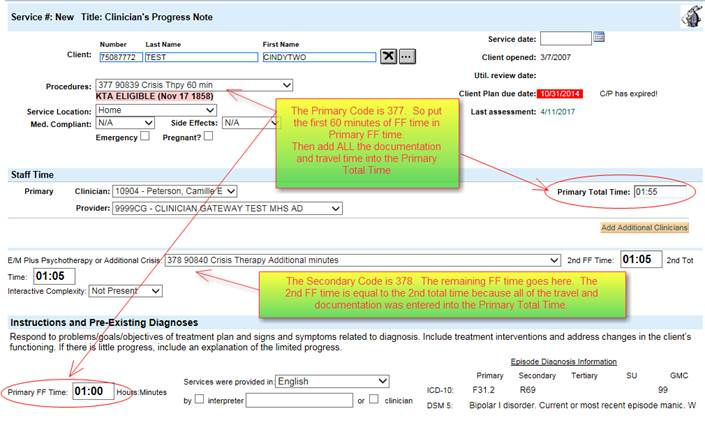 Service #: New   Title: Clinician's Progress Note
Service date:
Number   Last Name   First Name
Client: 75087772   TEST   CINDYTWO   X   ...
Client opened: 3/7/2007
Util. review date:
Procedures: 377 90839 Crisis Thpy 60 min
KTA ELIGIBLE (Nov 17 1858)
Client Plan due date: 10/31/2014   C/P has expired!
Service Location: Home
Last assessment: 4/11/2017
Med. Compliant: N/A   Side Effects: N/A
Emergency   Pregnant?
The Primary Code is 377.  So put
the first 60 minutes of FF time in
Primary FF time.
Then add ALL the documentation
and travel time into the Primary
Total Time
Staff Time
Primary   Clinician: 10904 - Peterson, Camille E   Primary Total Time: 01:55
Provider: 9999CG - CLINICIAN GATEWAY TEST MHS AD
Add Additional Clinicians
E/M Plus Psychotherapy or Additional Crisis: 378 90840 Crisis Therapy Additional minutes   2nd FF Time: 01:05   2nd Tot
Time: 01:05
Interactive Complexity: Not Present
The Secondary Code is 378.  The remaining FF time goes here.  The
2nd FF time is equal to the 2nd total time because all of the travel and
documentation was entered into the Primary Total Time.
Instructions and Pre-Existing Diagnoses
Respond to problems/goals/objectives of treatment plan and signs and symptoms related to diagnosis. Include treatment interventions and address changes in the client's
functioning. If there is little progress, include an explanation of the limited progress.
Episode Diagnosis Information
Primary   Secondary   Tertiary   SU   GMC
Primary FF Time: 01:00 Hours:Minutes
Services were provided in: English
ICD-10: F31.2   R69   99
by interpreter   or   clinician
DSM 5: Bipolar I disorder. Current or most recent episode manic. W